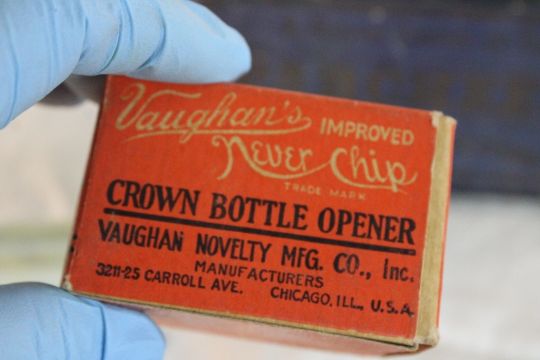 Vaughan's IMPROVED
Never Chip
TRADE MARK
CROWN BOTTLE OPENER
VAUGHAN NOVELTY MFG. CO., Inc.
MANUFACTURERS
3211-25 CARROLL AVE. CHICAGO, ILL., U.S.A.